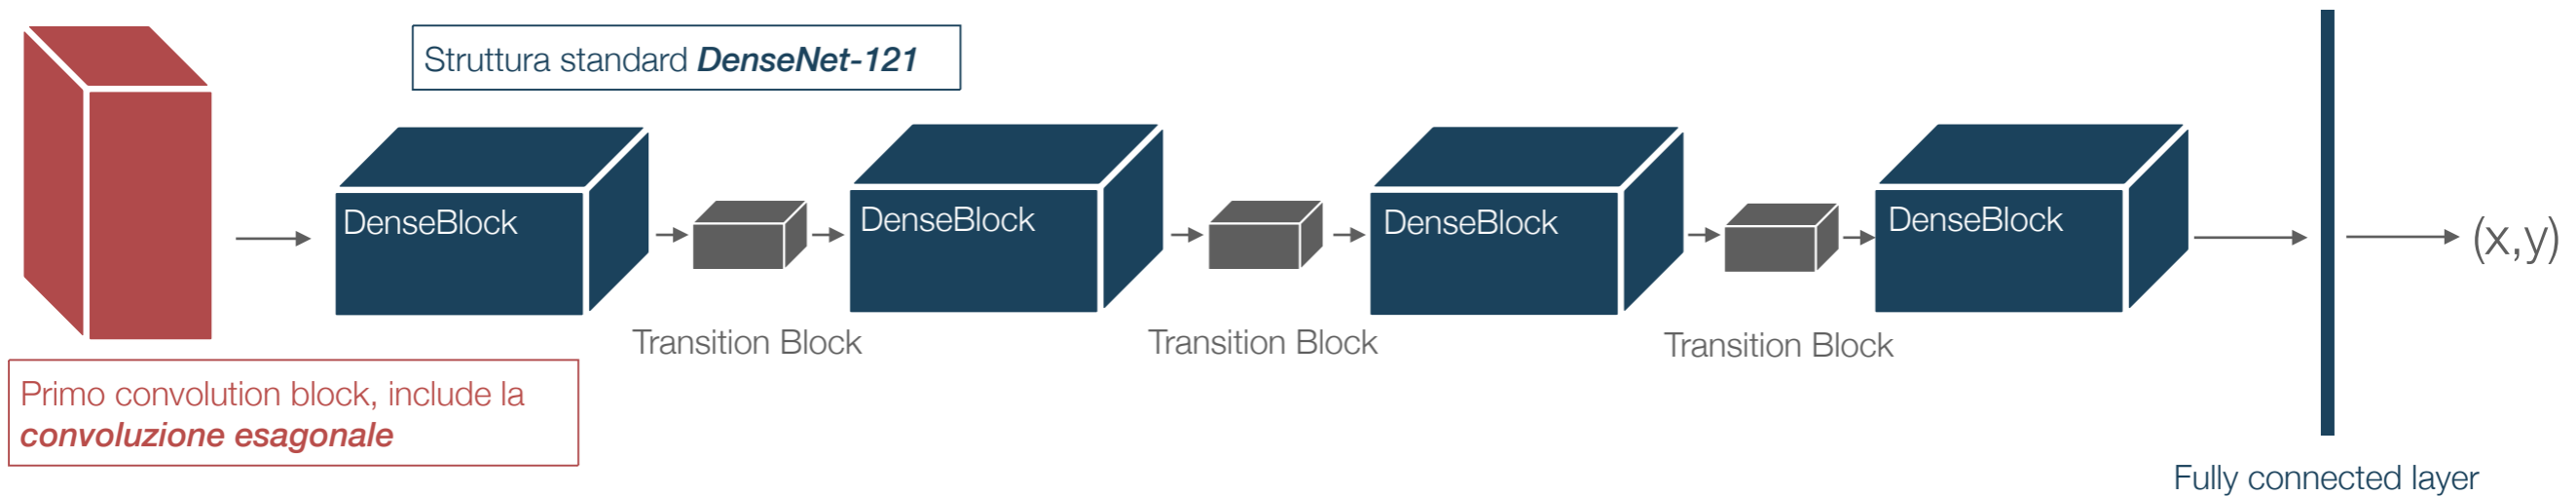 Struttura standard DenseNet-121
DenseBlock
DenseBlock
DenseBlock
DenseBlock
(x,y)
Transition Block
Transition Block
Transition Block
Primo convolution block, include la
convoluzione esagonale
Fully connected layer